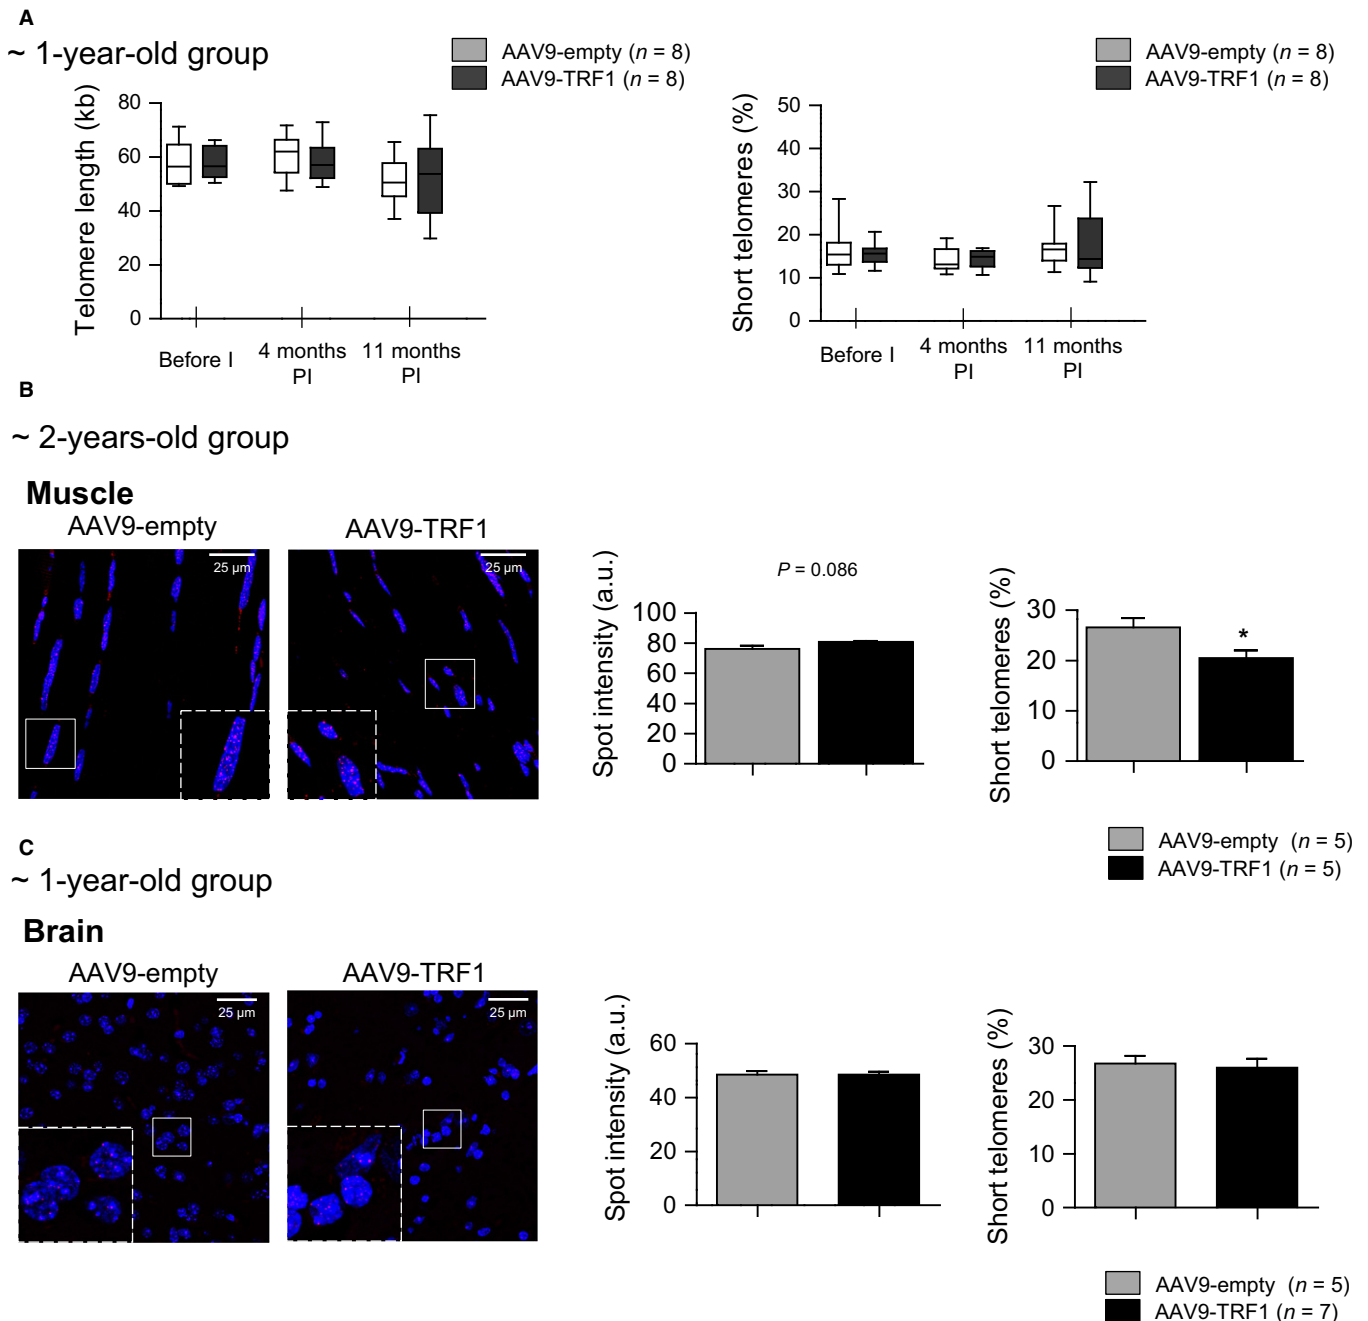 A
~ 1-year-old group
AAV9-empty (n = 8)
AAV9-TRF1 (n = 8)
Telomere length (kb)
80
60
40
20
0
Before I
4 months PI
11 months PI
AAV9-empty (n = 8)
AAV9-TRF1 (n = 8)
Short telomeres (%)
50
40
30
20
10
0
Before I
4 months PI
11 months PI
B
~ 2-years-old group
Muscle
AAV9-empty
25 µm
AAV9-TRF1
25 µm
Spot intensity (a.u.)
P = 0.086
100
80
60
40
20
0
Short telomeres (%)
30
20
10
0
*
AAV9-empty (n = 5)
AAV9-TRF1 (n = 5)
C
~ 1-year-old group
Brain
AAV9-empty
25 µm
AAV9-TRF1
25 µm
Spot intensity (a.u.)
60
40
20
0
Short telomeres (%)
30
20
10
0
AAV9-empty (n = 5)
AAV9-TRF1 (n = 7)